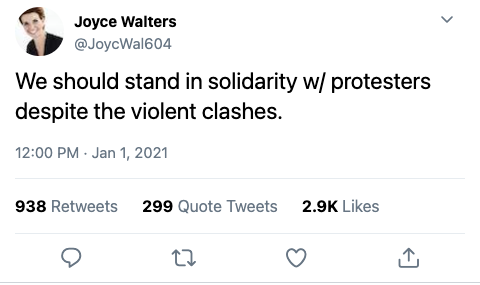 Joyce Walters
@JoycWal604
We should stand in solidarity w/ protesters
despite the violent clashes.
12:00 PM · Jan 1, 2021
938 Retweets 299 Quote Tweets 2.9K Likes